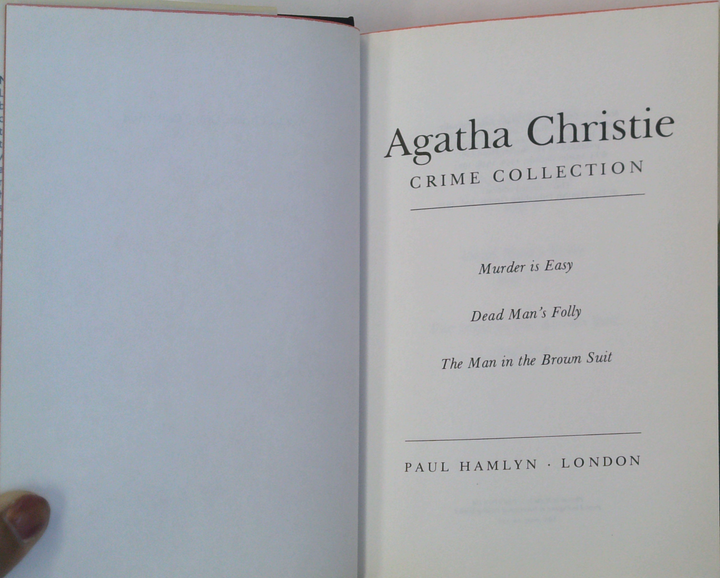 Agatha Christie
CRIME COLLECTION
Murder is Easy
Dead Man's Folly
The Man in the Brown Suit
PAUL HAMLYN · LONDON